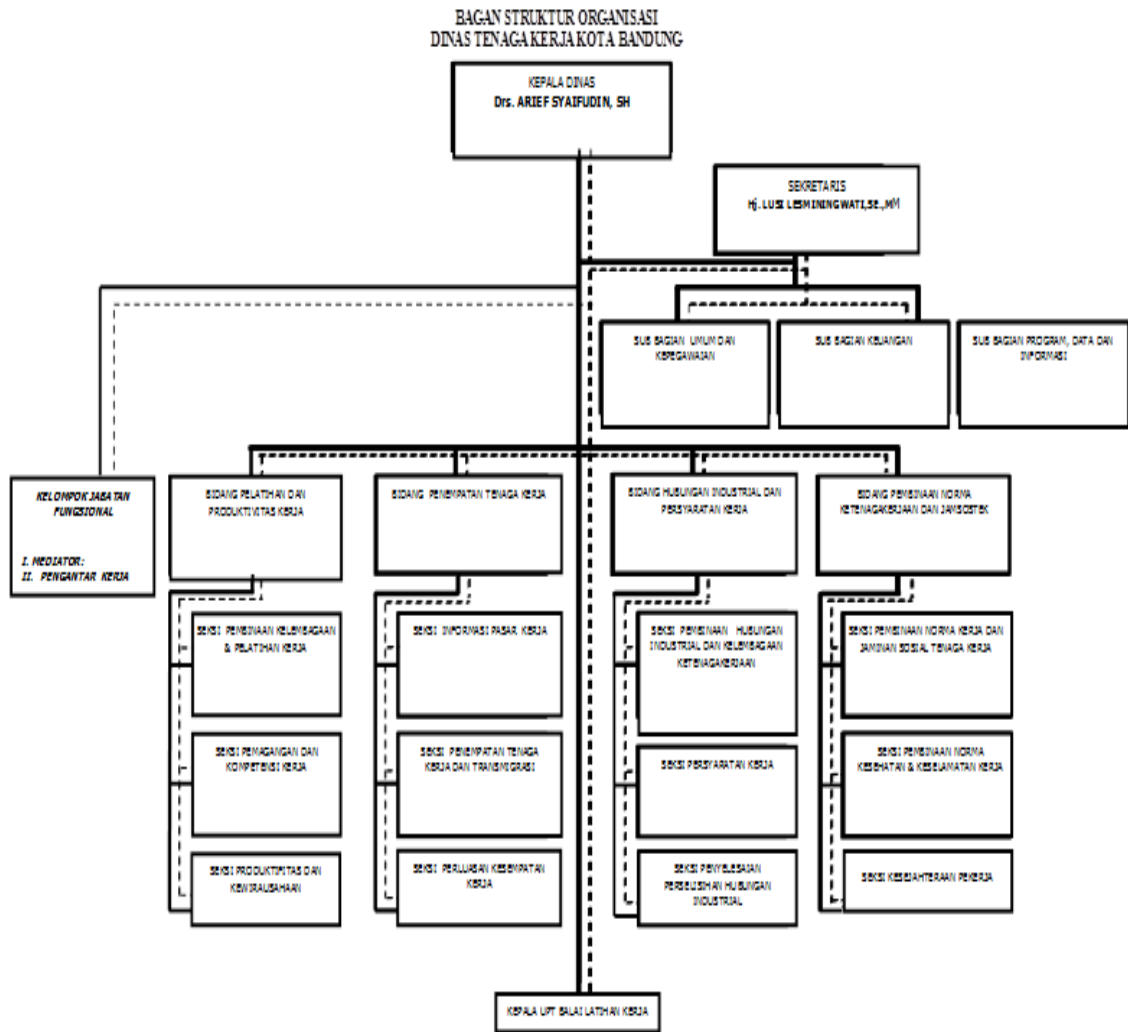 BAGAN STRUKTUR ORGANISASI
DINAS TENAGA KERJA KOTA BANDUNG
KEPALA DINAS
Drs. ARIEF SYAIFUDIN, SH
SEKRETARIS
Hj. LUSI LESMININGWATI,SE.,MM
SUB BAGIAN UMUM DAN
KEPEGAWAIAN
SUB BAGIAN KEUANGAN
SUB BAGIAN PROGRAM, DATA DAN
INFORMASI
KELOMPOK JABATAN
FUNGSIONAL
I. MEDIATOR:
II. PENGANTAR KERJA
BIDANG PELATIHAN DAN
PRODUKTIVITAS KERJA
BIDANG PENEMPATAN TENAGA KERJA
BIDANG HUBUNGAN INDUSTRIAL DAN
PERSYARATAN KERJA
BIDANG PEMBINAAN NORMA
KETENAGAKERJAAN DAN JAMSOSTEK
SEKSI PEMBINAAN KELEMBAGAAN
& PELATIHAN KERJA
SEKSI INFORMASI PASAR KERJA
SEKSI PEMBINAAN HUBUNGAN
INDUSTRIAL DAN KELEMBAGAAN
KETENAGAKERJAAN
SEKSI PEMBINAAN NORMA KERJA DAN
JAMINAN SOSIAL TENAGA KERJA
SEKSI PEMAGANGAN DAN
KOMPETENSI KERJA
SEKSI PENEMPATAN TENAGA
KERJA DAN TRANSMIGRASI
SEKSI PERSYARATAN KERJA
SEKSI PEMBINAAN NORMA
KESEHATAN & KESELAMATAN KERJA
SEKSI PRODUKTIFITAS DAN
KEWIRAUSAHAAN
SEKSI PERLUASAN KESEMPATAN
KERJA
SEKSI PENYELESAIAN
PERSELISIHAN HUBUNGAN
INDUSTRIAL
SEKSI KESEJAHTERAAN PEKERJA
KEPALA UPT BALAI LATIHAN KERJA